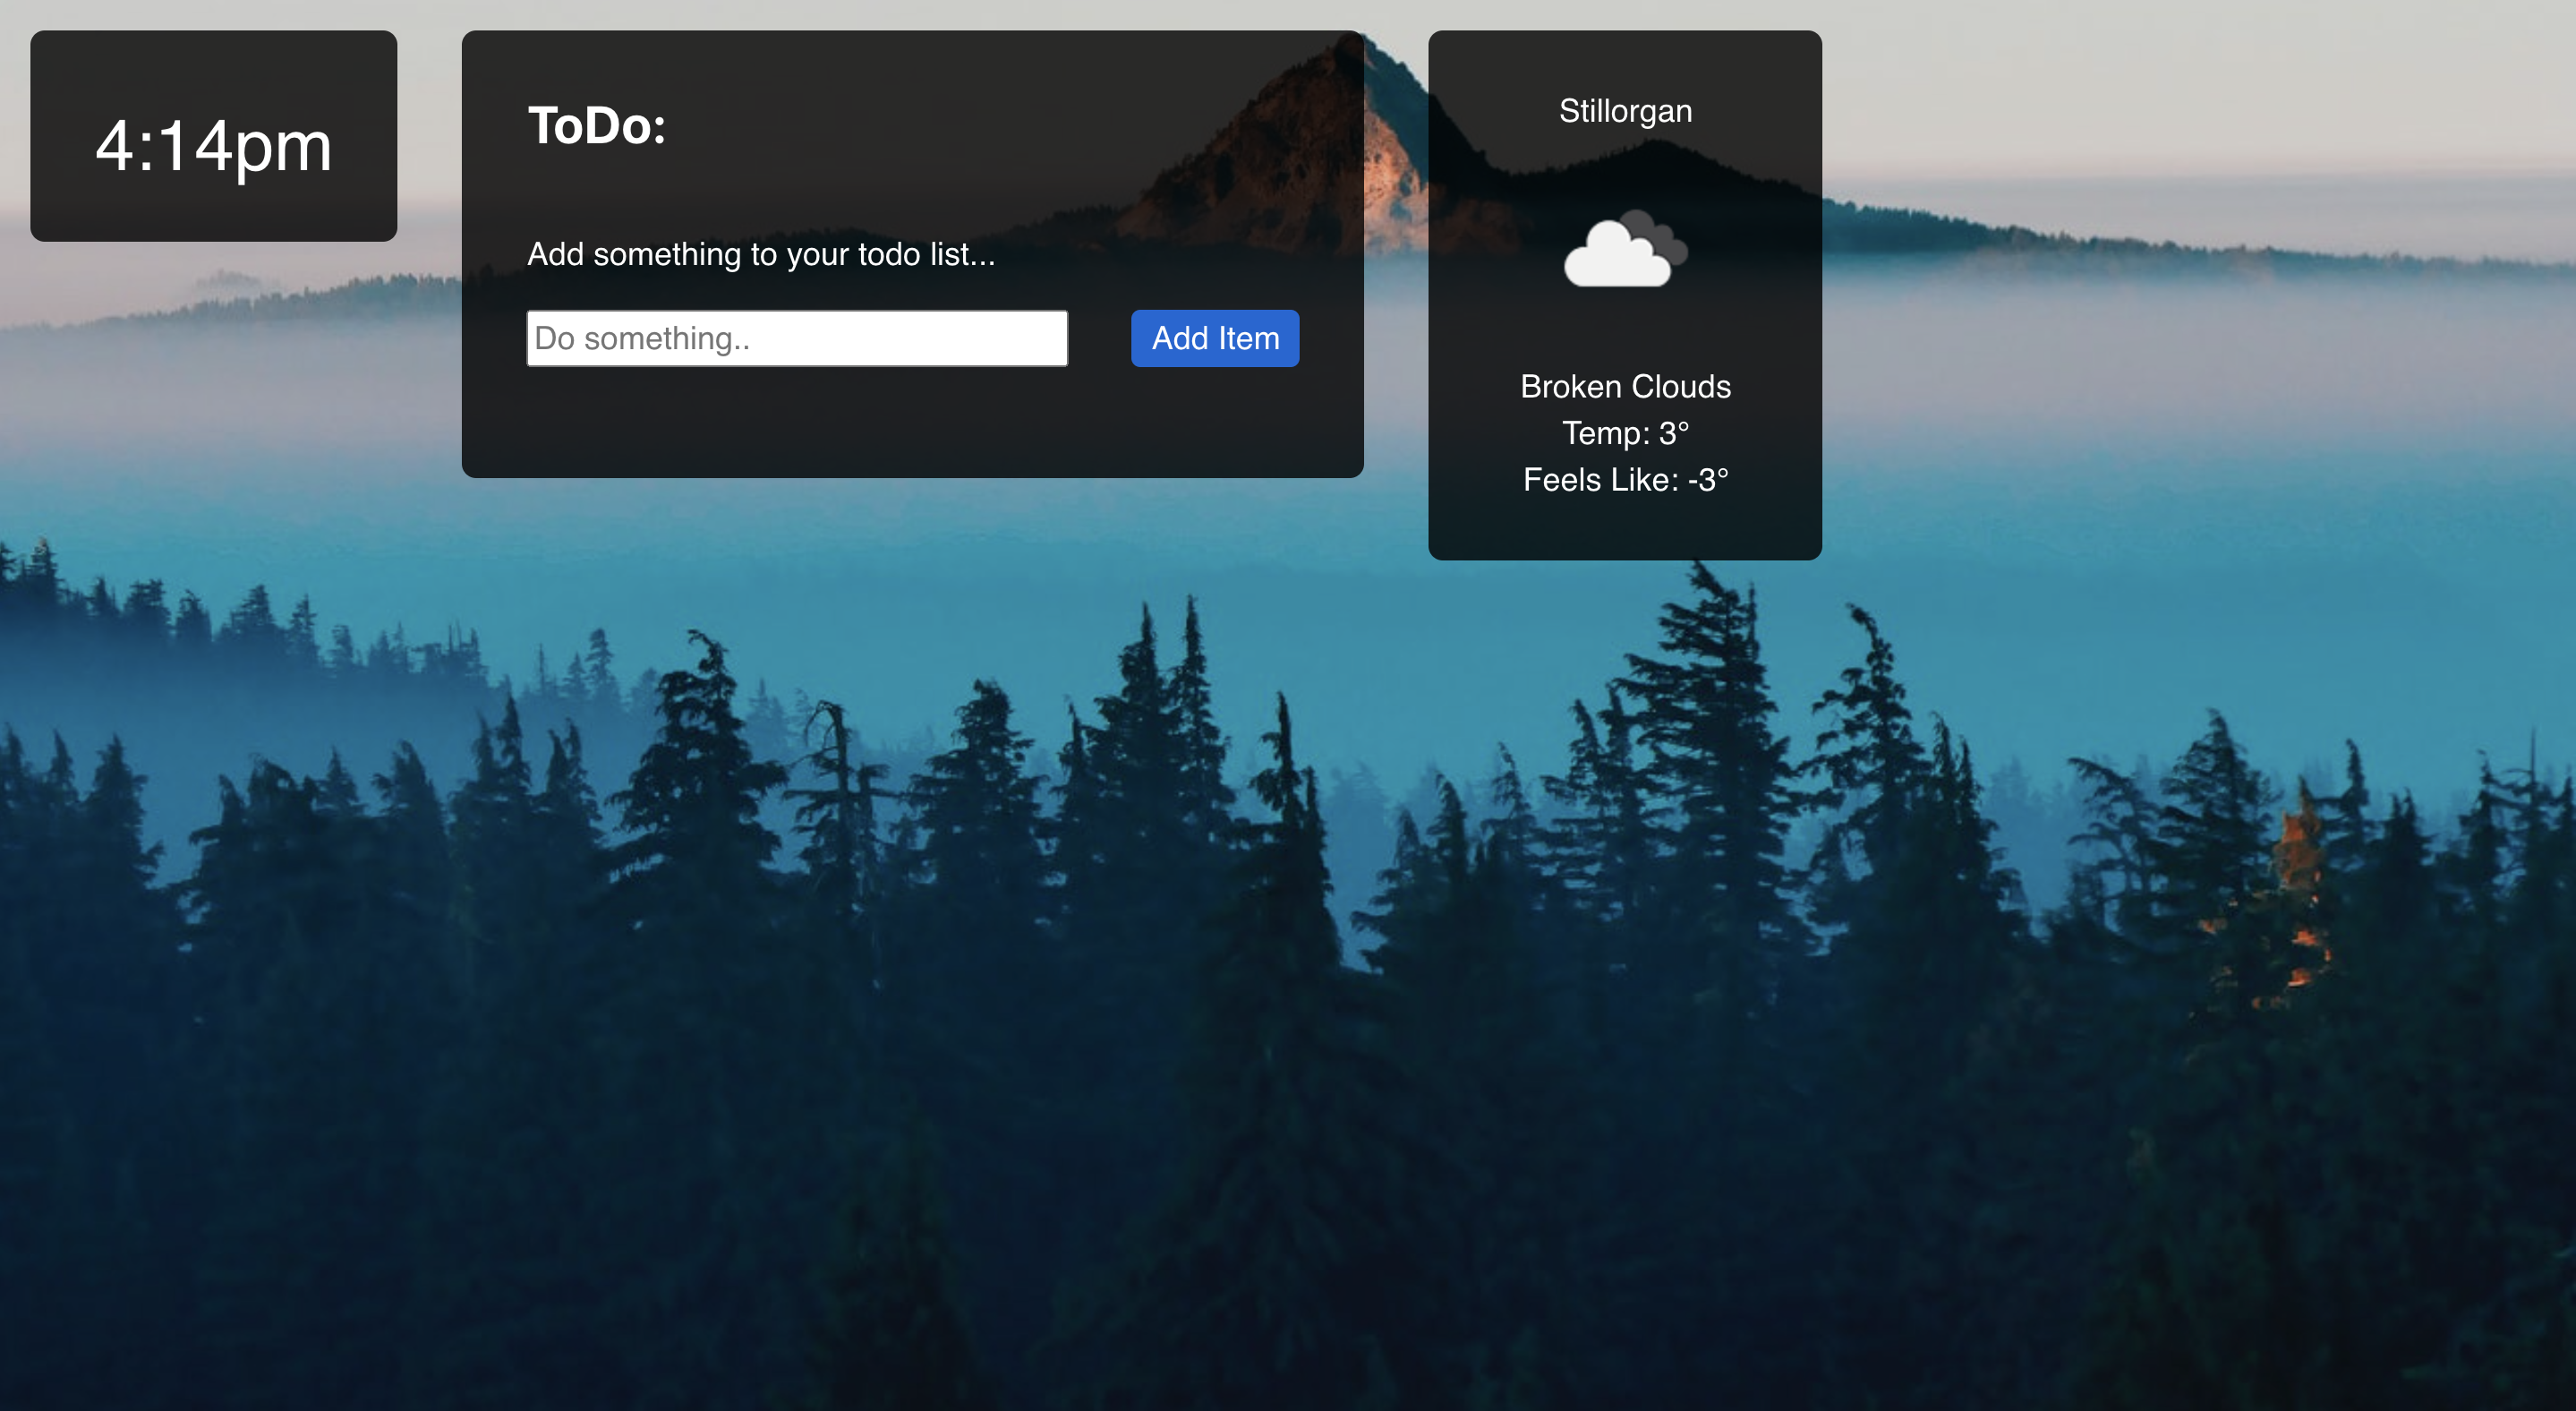 4:14pm
ToDo:
Add something to your todo list...
Do something..
Add Item
Stillorgan
Broken Clouds
Temp: 3°
Feels Like: -3°